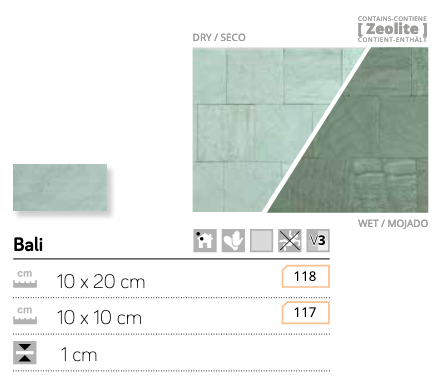 CONTAINS-CONTIENE
DRY / SECO
[ Zeolite ]
CONTIENT-ENTHÄLT
WET / MOJADO
Bali
V3
cm
10 x 20 cm
118
cm
10 x 10 cm
117
1 cm